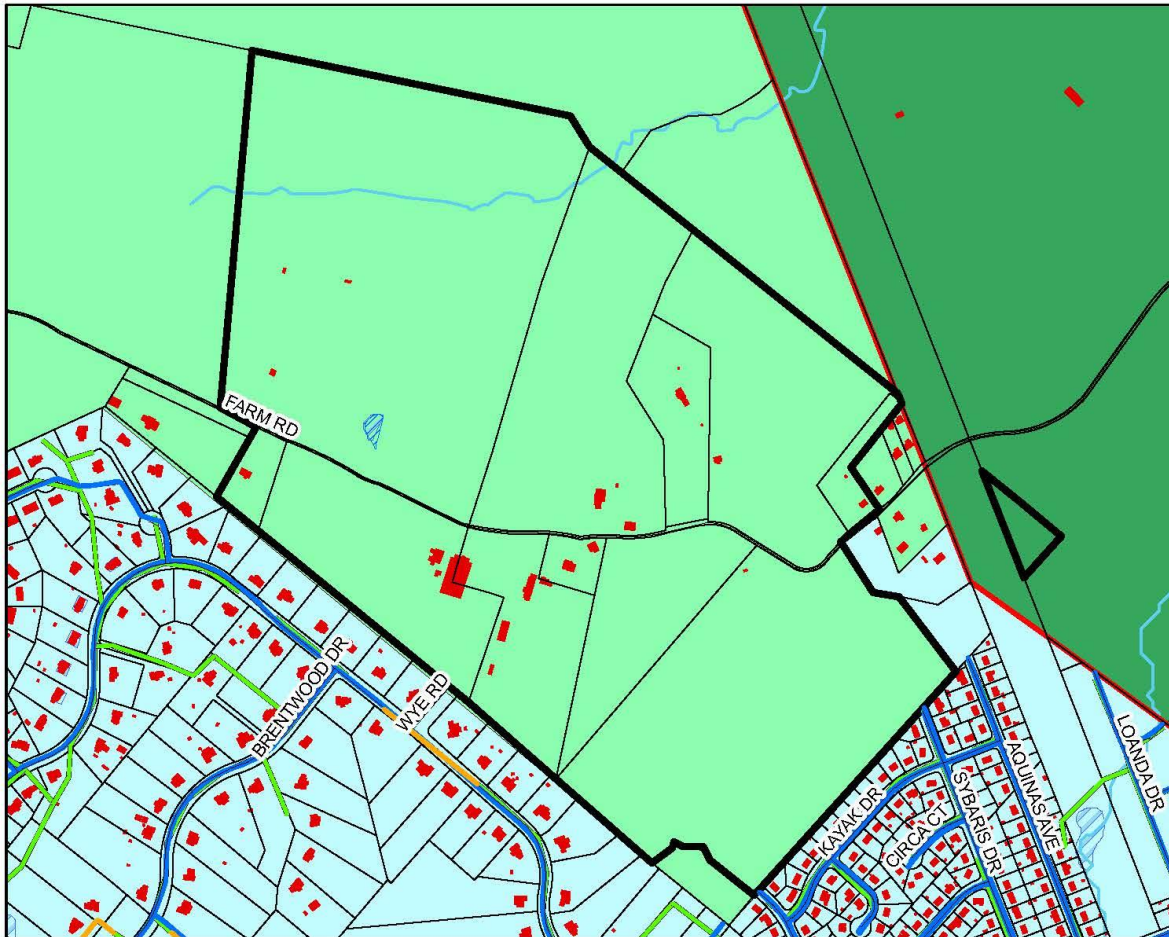 FARM RD
BRENTWOOD DR
WYE RD
LOANDA DR
AQUINAS AVE
KAYAK DR
SYBARIS DR
CIRCA CT